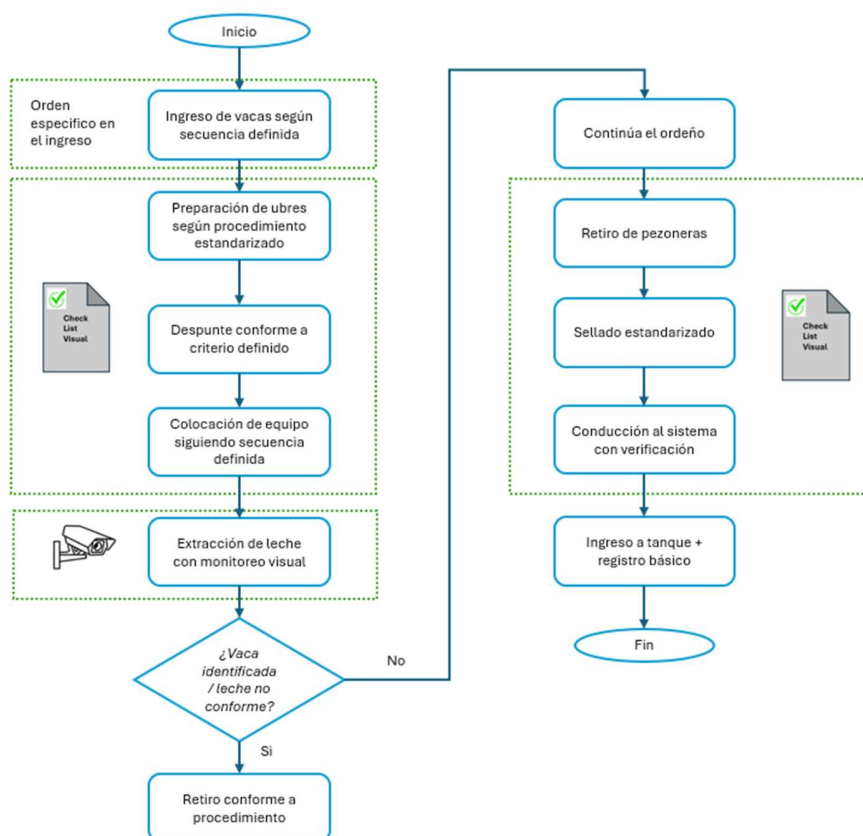 Inicio
Orden
especifico en
el ingreso
Ingreso de vacas según
secuencia definida
Preparación de ubres
según procedimiento
estandarizado
Check
List
Visual
Despunte conforme a
criterio definido
Colocación de equipo
siguiendo secuencia
definida
Extracción de leche
con monitoreo visual
¿Vaca
identificada
/ leche no
conforme?
No
Si
Retiro conforme a
procedimiento
Continúa el ordeño
Retiro de pezoneras
Sellado estandarizado
Check
List
Visual
Conducción al sistema
con verificación
Ingreso a tanque +
registro básico
Fin